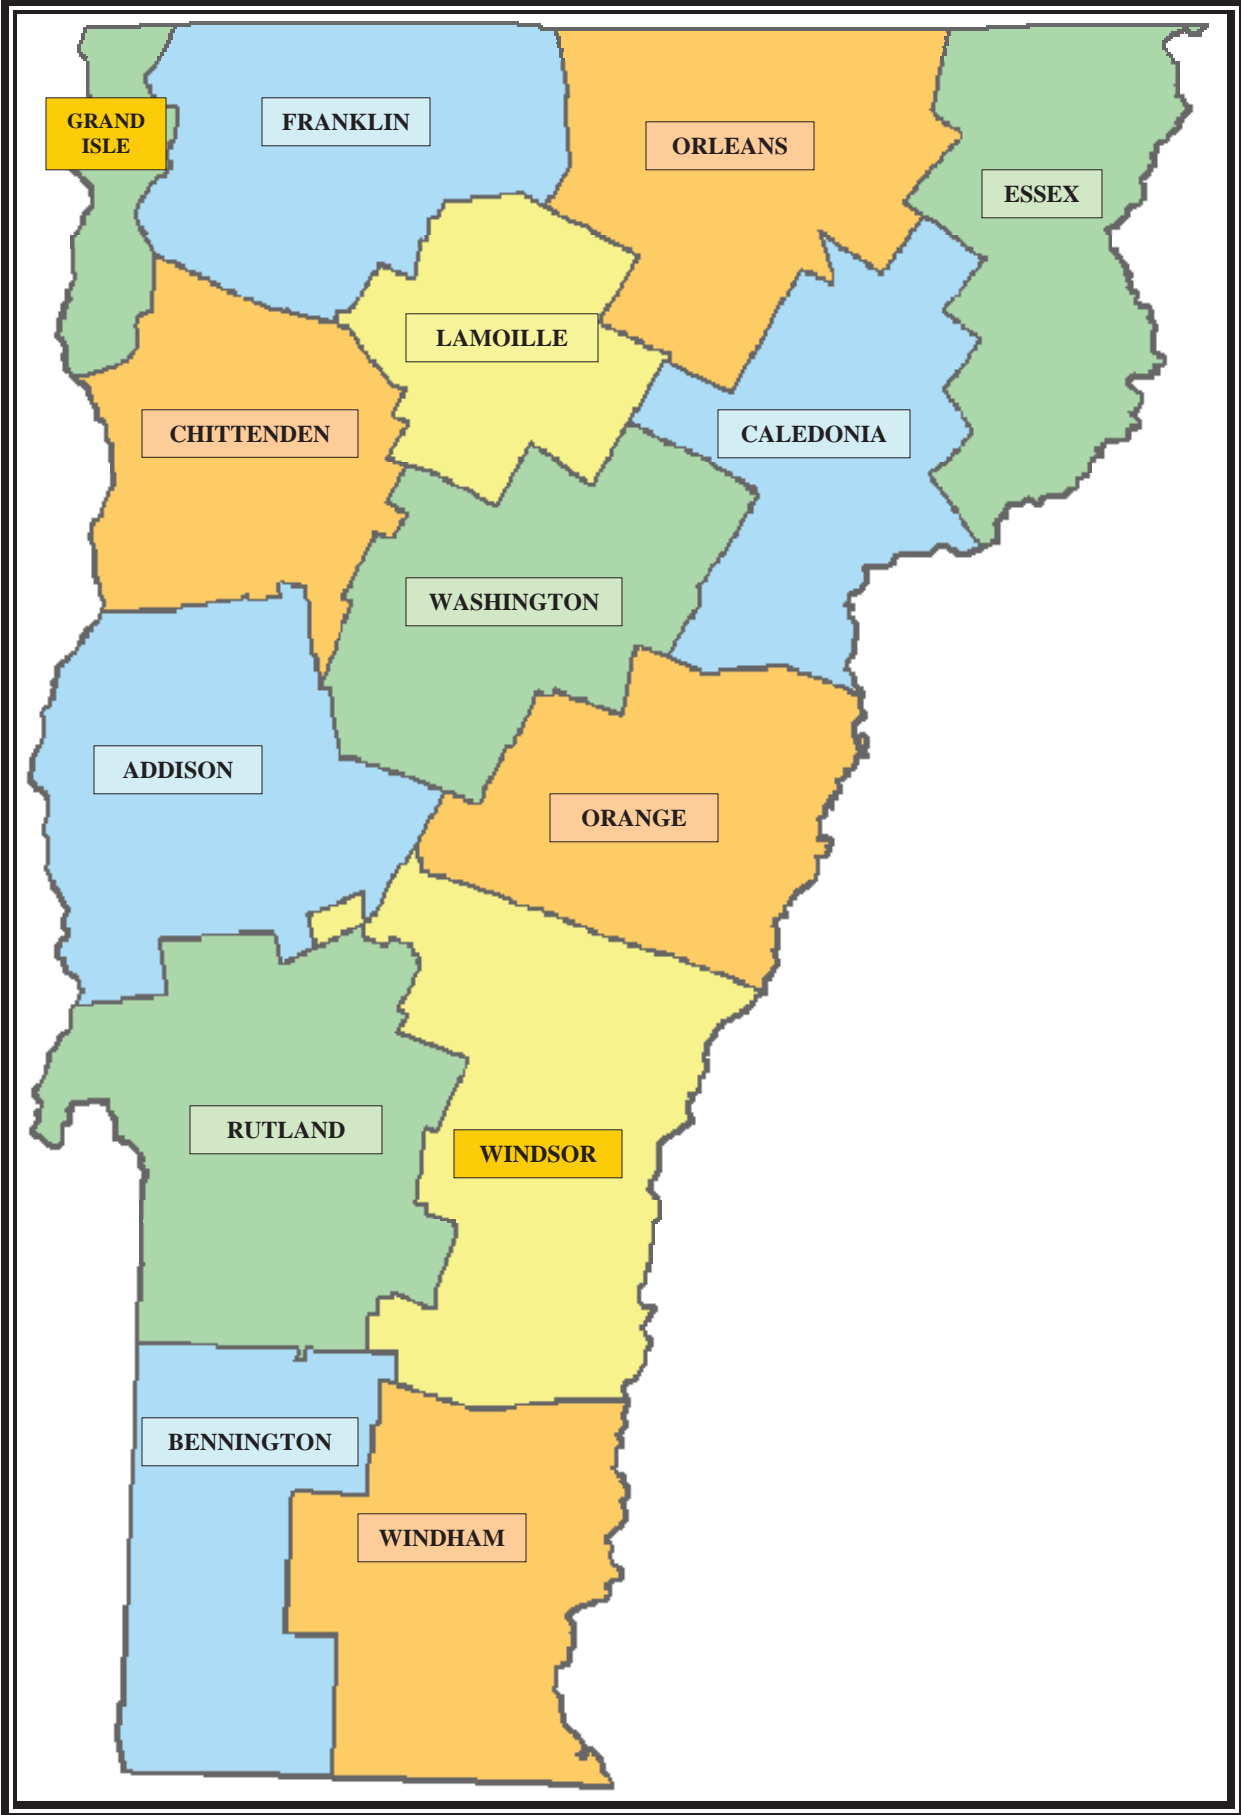 GRAND
ISLE
FRANKLIN
ORLEANS
ESSEX
LAMOILLE
CHITTENDEN
CALEDONIA
WASHINGTON
ADDISON
ORANGE
RUTLAND
WINDSOR
BENNINGTON
WINDHAM